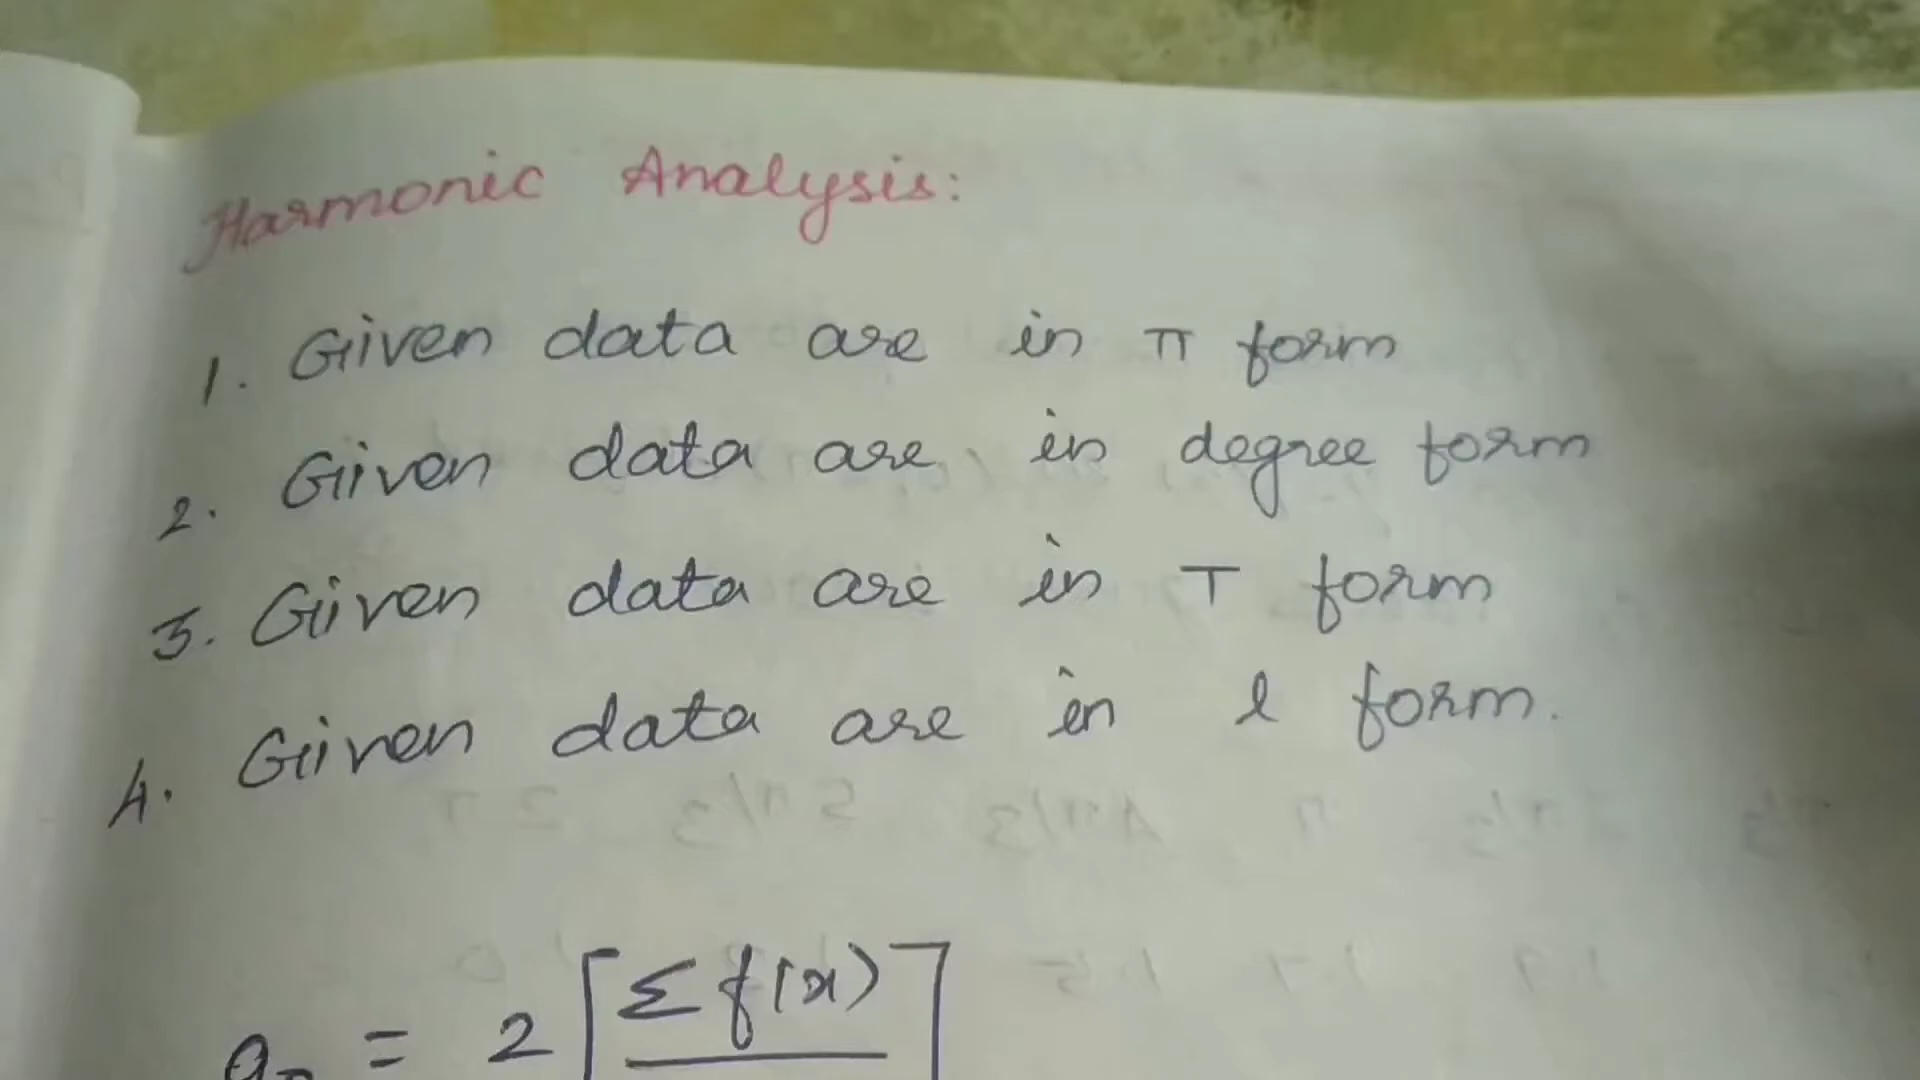 Harmonic Analysis:
1. Given data are in π form
2. Given data are in degree form
3. Given data are in T form
4. Given data are in l form.
a₀ = 2 [Σ f(x)]